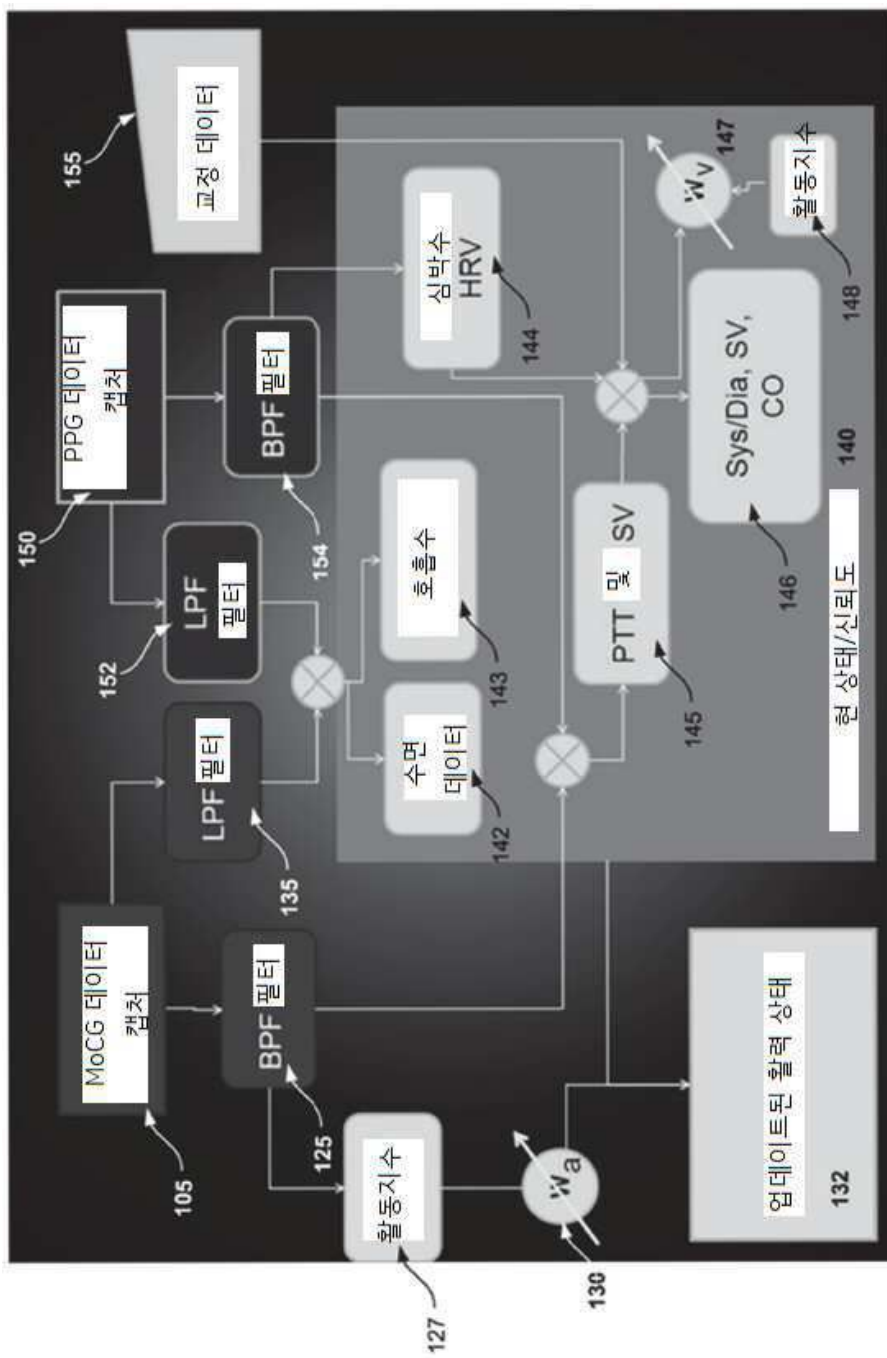 MoCG 데이터
캡처
105
LPF 필터
135
BPF 필터
125
활동지수
127
Wa
130
업데이트된 활력 상태
132
PPG 데이터
캡처
150
LPF
필터
152
BPF 필터
154
교정 데이터
155
수면
데이터
142
호흡수
143
심박수
HRV
144
PTT 및 SV
145
Sys/Dia, SV,
CO
146
Wv
147
활동지수
148
현 상태/신뢰도
140